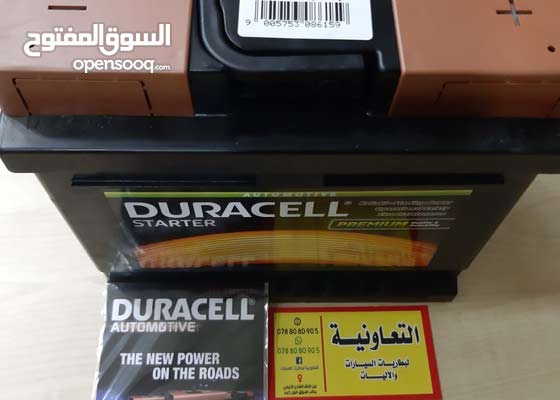 9 005753 086159
السوق المفتوح
opensooq.com
AUTOMOTIVE
DURACELL®
STARTER
PREMIUM
DURACELL®
AUTOMOTIVE
THE NEW POWER
ON THE ROADS
078 80 80 90 5
078 80 80 90 5
التعاونية
لبطاريات السيارات
والآليات